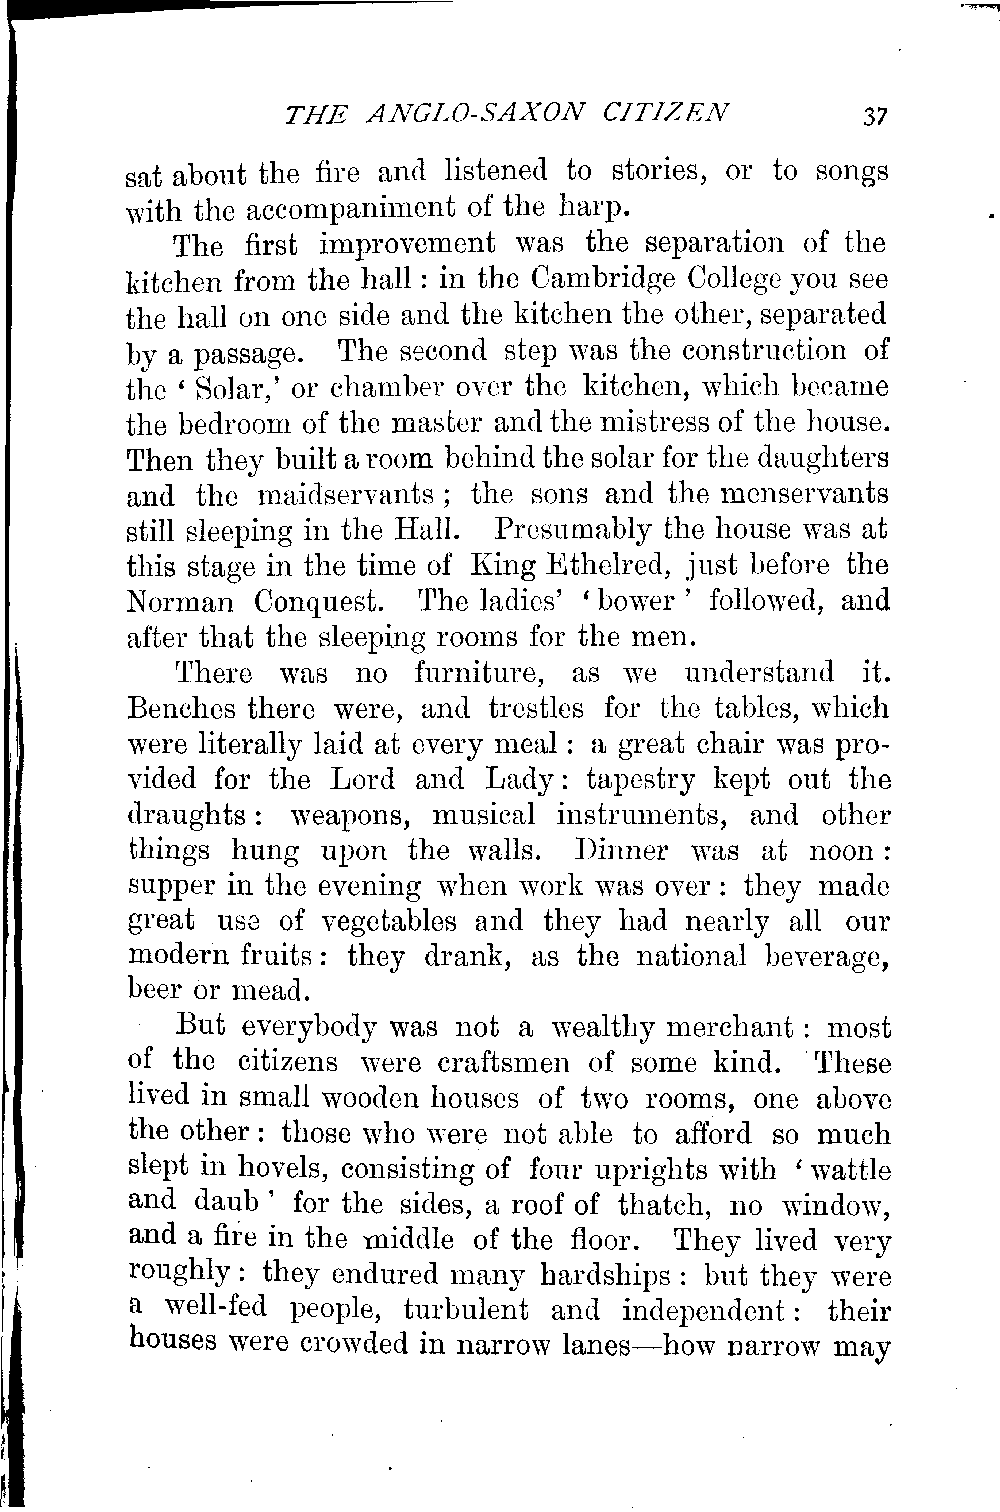 THE ANGLO-SAXON CITIZEN 37
sat about the fire and listened to stories, or to songs
with the accompaniment of the harp.
The first improvement was the separation of the
kitchen from the hall : in the Cambridge College you see
the hall on one side and the kitchen the other, separated
by a passage. The second step was the construction of
the ‘ Solar,’ or chamber over the kitchen, which became
the bedroom of the master and the mistress of the house.
Then they built a room behind the solar for the daughters
and the maidservants ; the sons and the menservants
still sleeping in the Hall. Presumably the house was at
this stage in the time of King Ethelred, just before the
Norman Conquest. The ladies’ ‘ bower ’ followed, and
after that the sleeping rooms for the men.
There was no furniture, as we understand it.
Benches there were, and trestles for the tables, which
were literally laid at every meal : a great chair was pro-
vided for the Lord and Lady : tapestry kept out the
draughts : weapons, musical instruments, and other
things hung upon the walls. Dinner was at noon :
supper in the evening when work was over : they made
great use of vegetables and they had nearly all our
modern fruits : they drank, as the national beverage,
beer or mead.
But everybody was not a wealthy merchant : most
of the citizens were craftsmen of some kind. These
lived in small wooden houses of two rooms, one above
the other : those who were not able to afford so much
slept in hovels, consisting of four uprights with ‘ wattle
and daub ’ for the sides, a roof of thatch, no window,
and a fire in the middle of the floor. They lived very
roughly : they endured many hardships : but they were
a well-fed people, turbulent and independent : their
houses were crowded in narrow lanes—how narrow may